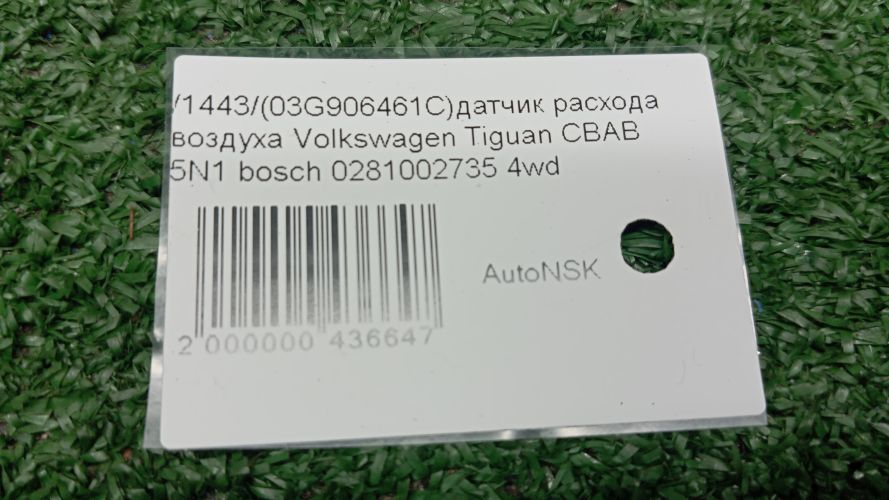 /1443/(03G906461C)датчик расхода
воздуха Volkswagen Tiguan CBAB
5N1 bosch 0281002735 4wd
AutoNSK
2 000000 436647